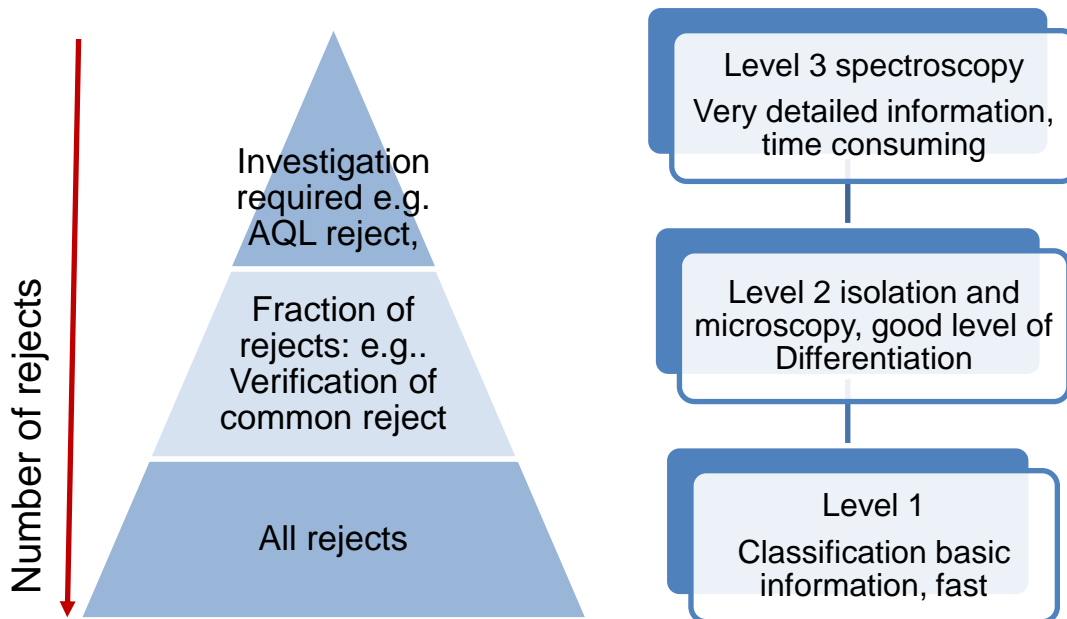 Number of rejects
Investigation
required e.g.
AQL reject,
Fraction of
rejects: e.g..
Verification of
common reject
All rejects
Level 3 spectroscopy
Very detailed information,
time consuming
Level 2 isolation and
microscopy, good level of
Differentiation
Level 1
Classification basic
information, fast